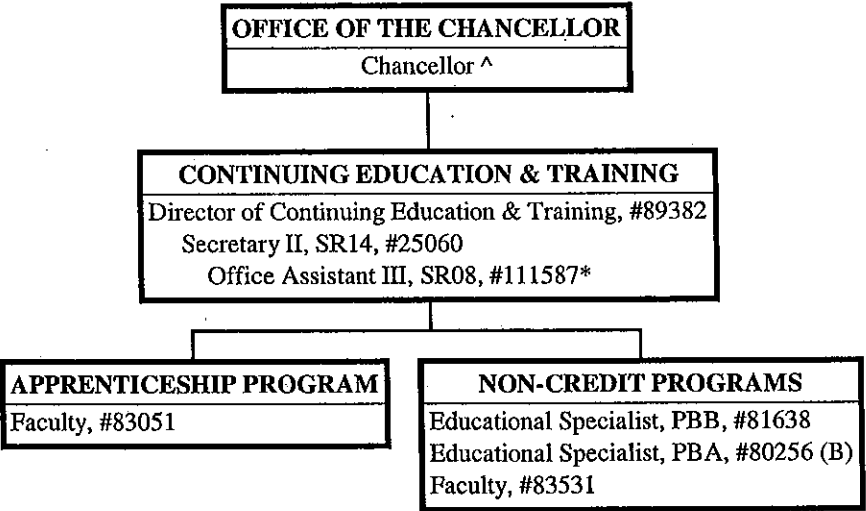 OFFICE OF THE CHANCELLOR
Chancellor ^
CONTINUING EDUCATION & TRAINING
Director of Continuing Education & Training, #89382
Secretary II, SR14, #25060
Office Assistant III, SR08, #111587*
APPRENTICESHIP PROGRAM
Faculty, #83051
NON-CREDIT PROGRAMS
Educational Specialist, PBB, #81638
Educational Specialist, PBA, #80256 (B)
Faculty, #83531